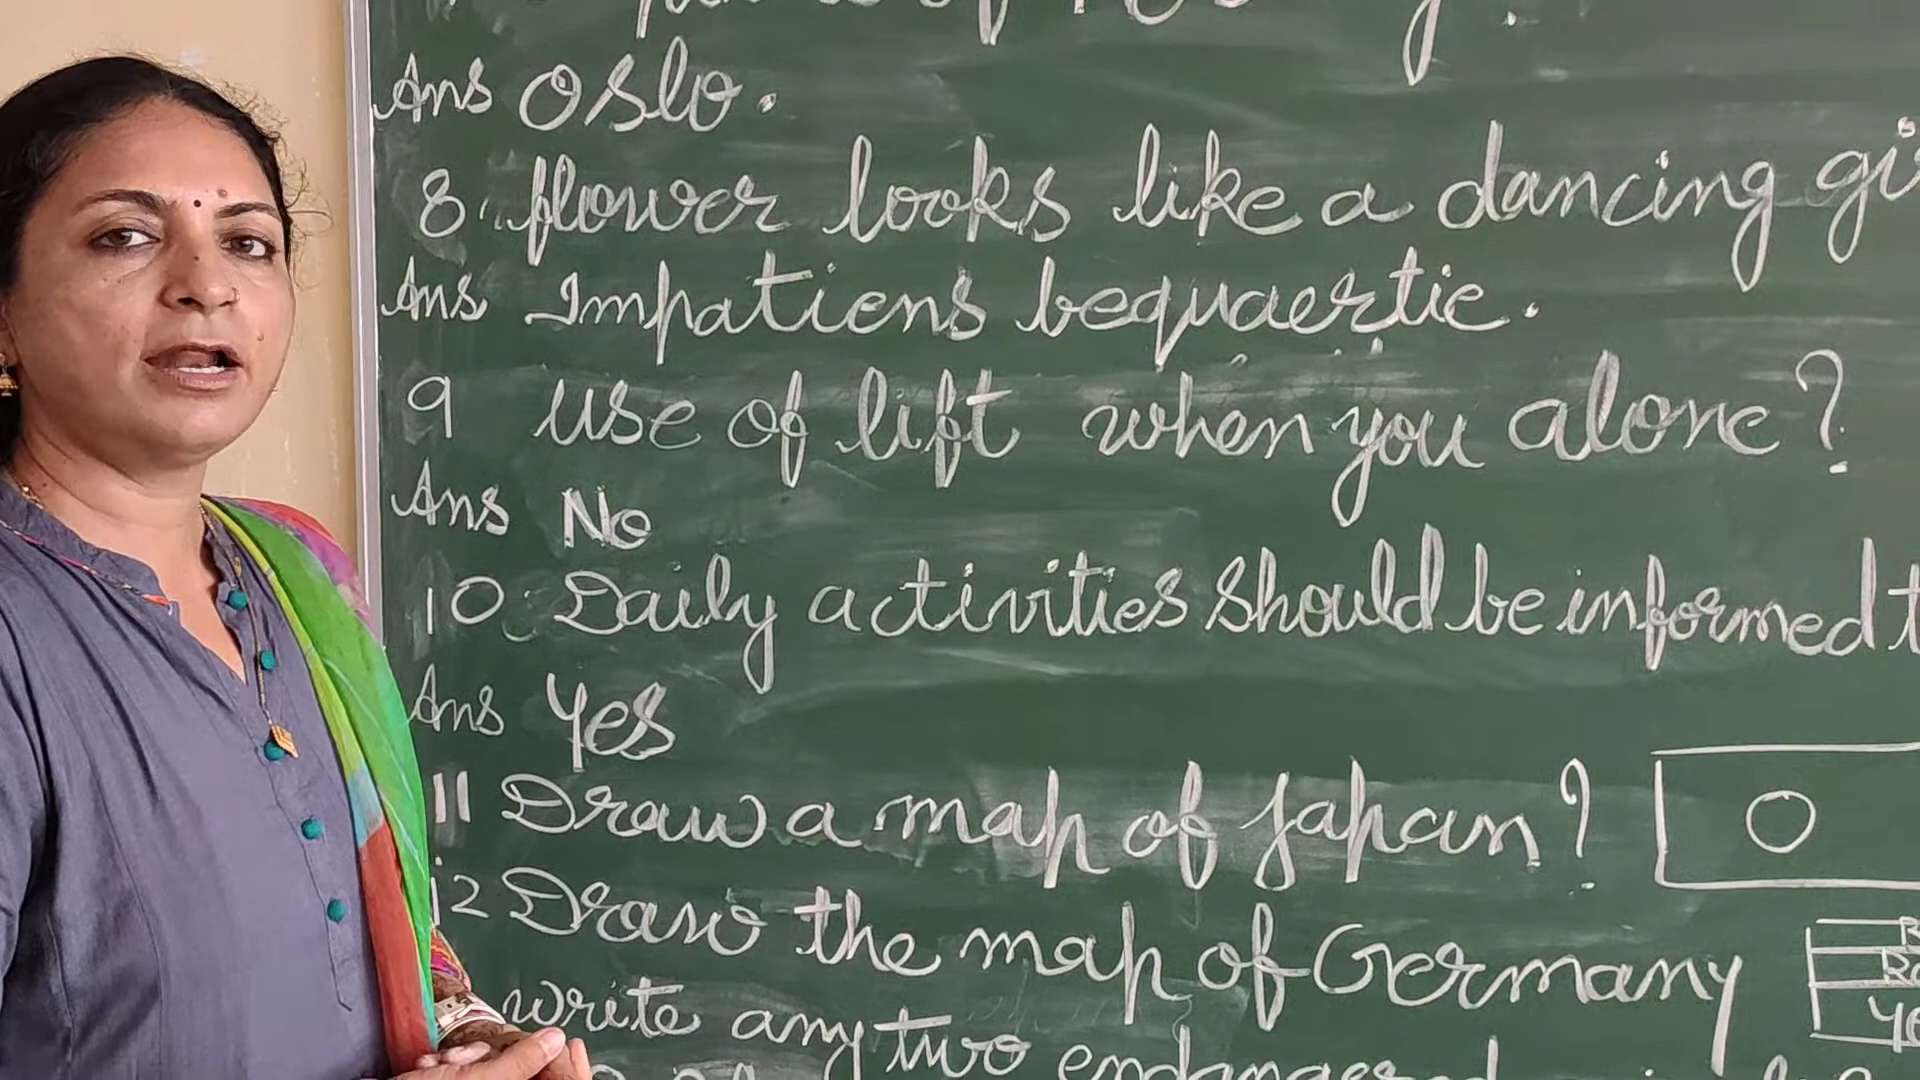 Ans Oslo.
8. flower looks like a dancing gi
Ans Impatiens bequaertie.
9 use of lift when you alone?
Ans No
10. Daily activities should be informed t
Ans Yes
11 Draw a map of Japan?
12 Draw the map of Germany
write any two endangered